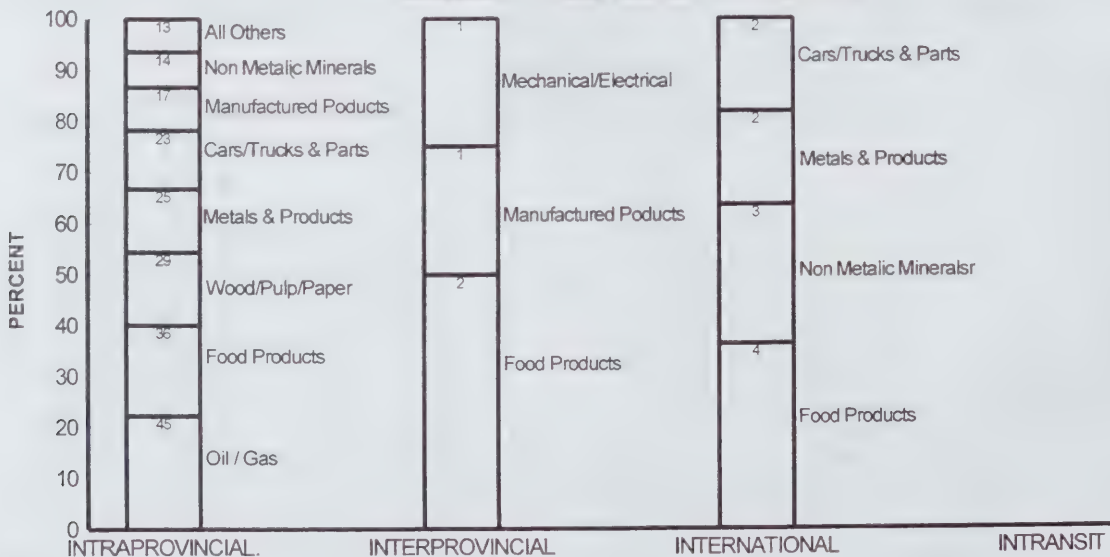 100
90
80
70
60
50
40
30
20
10
0
PERCENT
13
All Others
14
Non Metalic Minerals
17
Manufactured Poducts
23
Cars/Trucks & Parts
25
Metals & Products
29
Wood/Pulp/Paper
36
Food Products
45
Oil / Gas
INTRAPROVINCIAL.
1
Mechanical/Electrical
1
Manufactured Poducts
2
Food Products
INTERPROVINCIAL
2
Cars/Trucks & Parts
2
Metals & Products
3
Non Metalic Mineralsr
4
Food Products
INTERNATIONAL
INTRANSIT